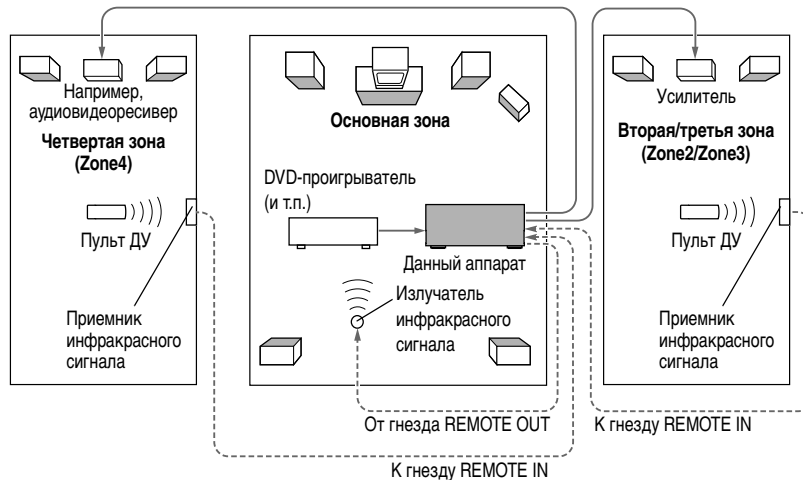 Например,
аудиовидеоресивер
Четвертая зона
(Zone4)
Пульт ДУ
Приемник
инфракрасного
сигнала
Основная зона
DVD-проигрыватель
(и т.п.)
Данный аппарат
Излучатель
инфракрасного
сигнала
Усилитель
Вторая/третья зона
(Zone2/Zone3)
Пульт ДУ
Приемник
инфракрасного
сигнала
От гнезда REMOTE OUT
К гнезду REMOTE IN
К гнезду REMOTE IN